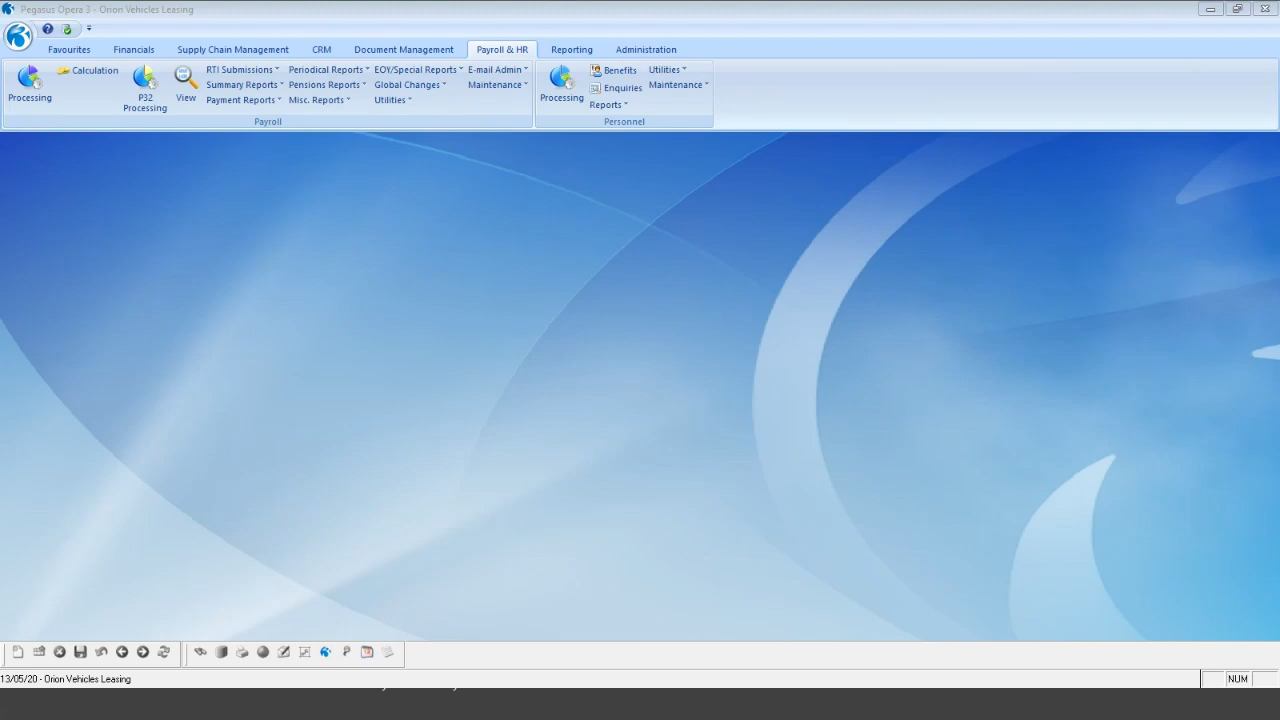 Pegasus Opera 3 - Orion Vehicles Leasing
Favourites Financials Supply Chain Management CRM Document Management Payroll & HR Reporting Administration
Processing
Calculation
P32 Processing
View
RTI Submissions
Summary Reports
Payment Reports
Periodical Reports
Pensions Reports
Misc. Reports
EOY/Special Reports
Global Changes
Utilities
E-mail Admin
Maintenance
Payroll
Processing
Benefits
Enquiries
Reports
Utilities
Maintenance
Personnel
13/05/20 - Orion Vehicles Leasing
NUM